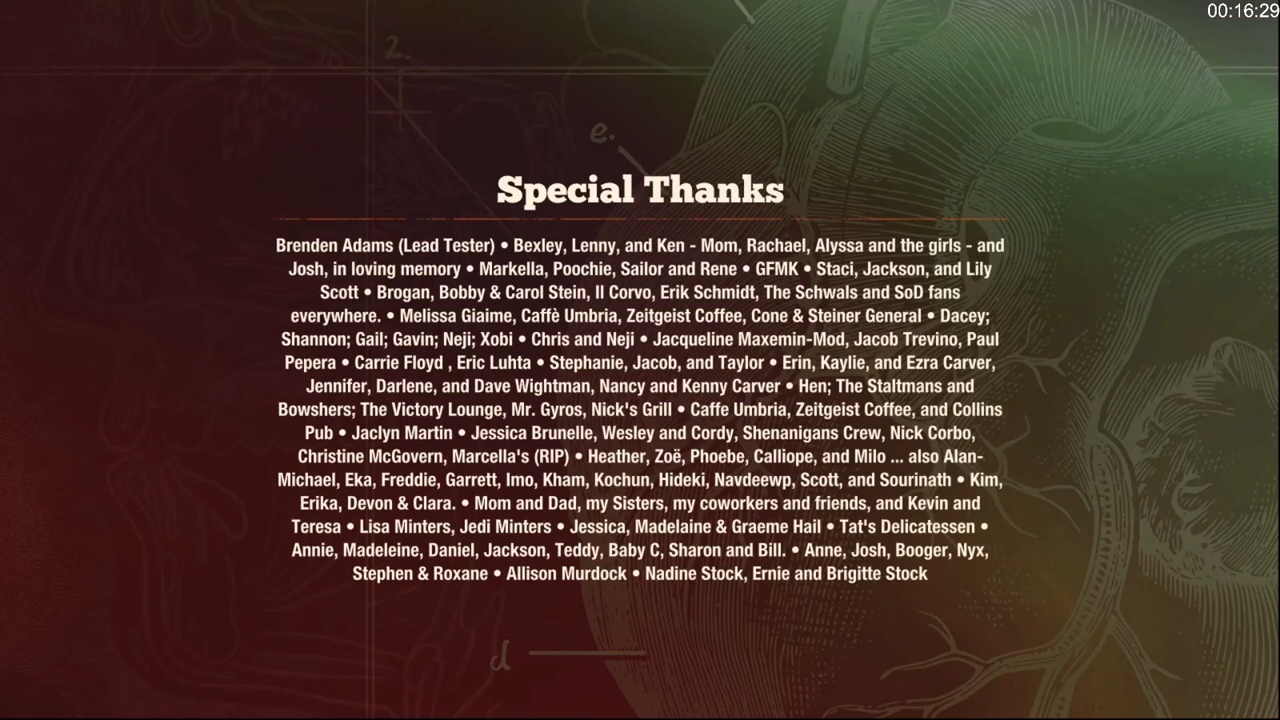 00:16:29
2.
e.
Special Thanks
Brenden Adams (Lead Tester) • Bexley, Lenny, and Ken - Mom, Rachael, Alyssa and the girls - and
Josh, in loving memory • Markella, Poochie, Sailor and Rene • GFMK • Staci, Jackson, and Lily
Scott • Brogan, Bobby & Carol Stein, Il Corvo, Erik Schmidt, The Schwals and SoD fans
everywhere. • Melissa Giaime, Caffè Umbria, Zeitgeist Coffee, Cone & Steiner General • Dacey;
Shannon; Gail; Gavin; Neji; Xobi • Chris and Neji • Jacqueline Maxemin-Mod, Jacob Trevino, Paul
Pepera • Carrie Floyd , Eric Luhta • Stephanie, Jacob, and Taylor • Erin, Kaylie, and Ezra Carver,
Jennifer, Darlene, and Dave Wightman, Nancy and Kenny Carver • Hen; The Staltmans and
Bowshers; The Victory Lounge, Mr. Gyros, Nick's Grill • Caffe Umbria, Zeitgeist Coffee, and Collins
Pub • Jaclyn Martin • Jessica Brunelle, Wesley and Cordy, Shenanigans Crew, Nick Corbo,
Christine McGovern, Marcella's (RIP) • Heather, Zoë, Phoebe, Calliope, and Milo ... also Alan-
Michael, Eka, Freddie, Garrett, Imo, Kham, Kochun, Hideki, Navdeewp, Scott, and Sourinath • Kim,
Erika, Devon & Clara. • Mom and Dad, my Sisters, my coworkers and friends, and Kevin and
Teresa • Lisa Minters, Jedi Minters • Jessica, Madelaine & Graeme Hail • Tat's Delicatessen •
Annie, Madeleine, Daniel, Jackson, Teddy, Baby C, Sharon and Bill. • Anne, Josh, Booger, Nyx,
Stephen & Roxane • Allison Murdock • Nadine Stock, Ernie and Brigitte Stock
d